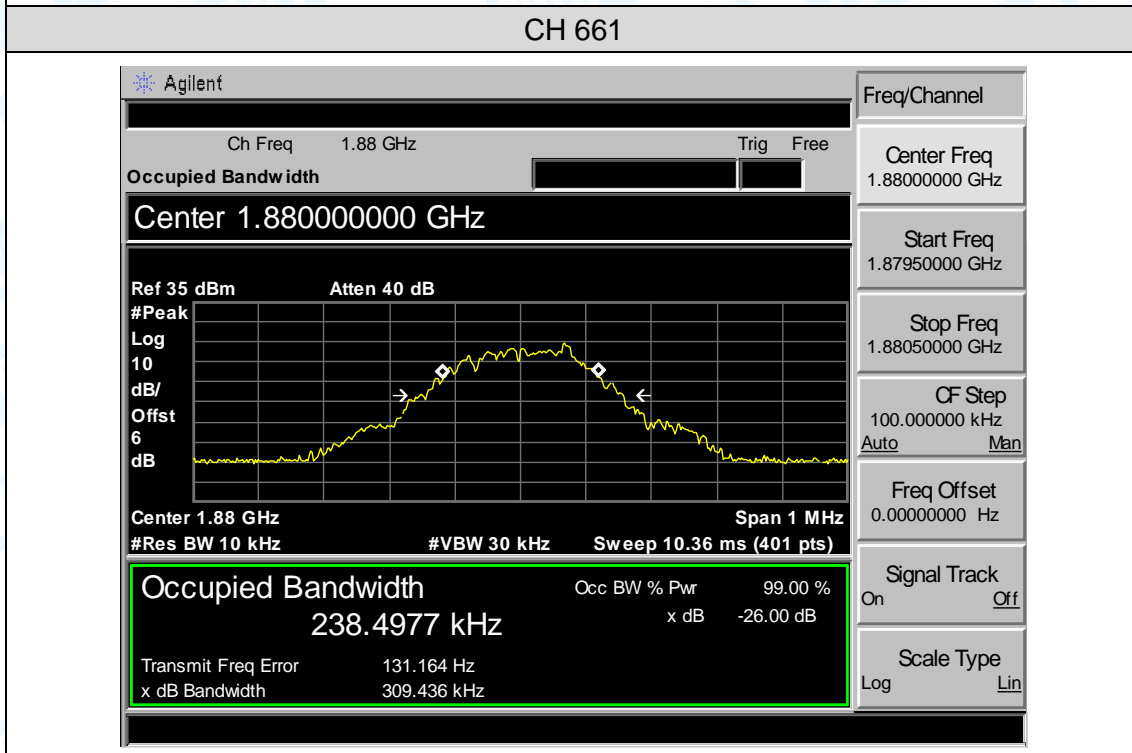 CH 661
Agilent
Freq/Channel
Ch Freq 1.88 GHz Trig Free
Occupied Bandwidth
Center 1.880000000 GHz
Ref 35 dBm Atten 40 dB
#Peak
Log
10
dB/
Offst
6
dB
Center 1.88 GHz Span 1 MHz
#Res BW 10 kHz #VBW 30 kHz Sweep 10.36 ms (401 pts)
Occupied Bandwidth Occ BW % Pwr 99.00 %
238.4977 kHz x dB -26.00 dB
Transmit Freq Error 131.164 Hz
x dB Bandwidth 309.436 kHz
Center Freq
1.88000000 GHz
Start Freq
1.87950000 GHz
Stop Freq
1.88050000 GHz
CF Step
100.000000 kHz
Auto Man
Freq Offset
0.00000000 Hz
Signal Track
On Off
Scale Type
Log Lin